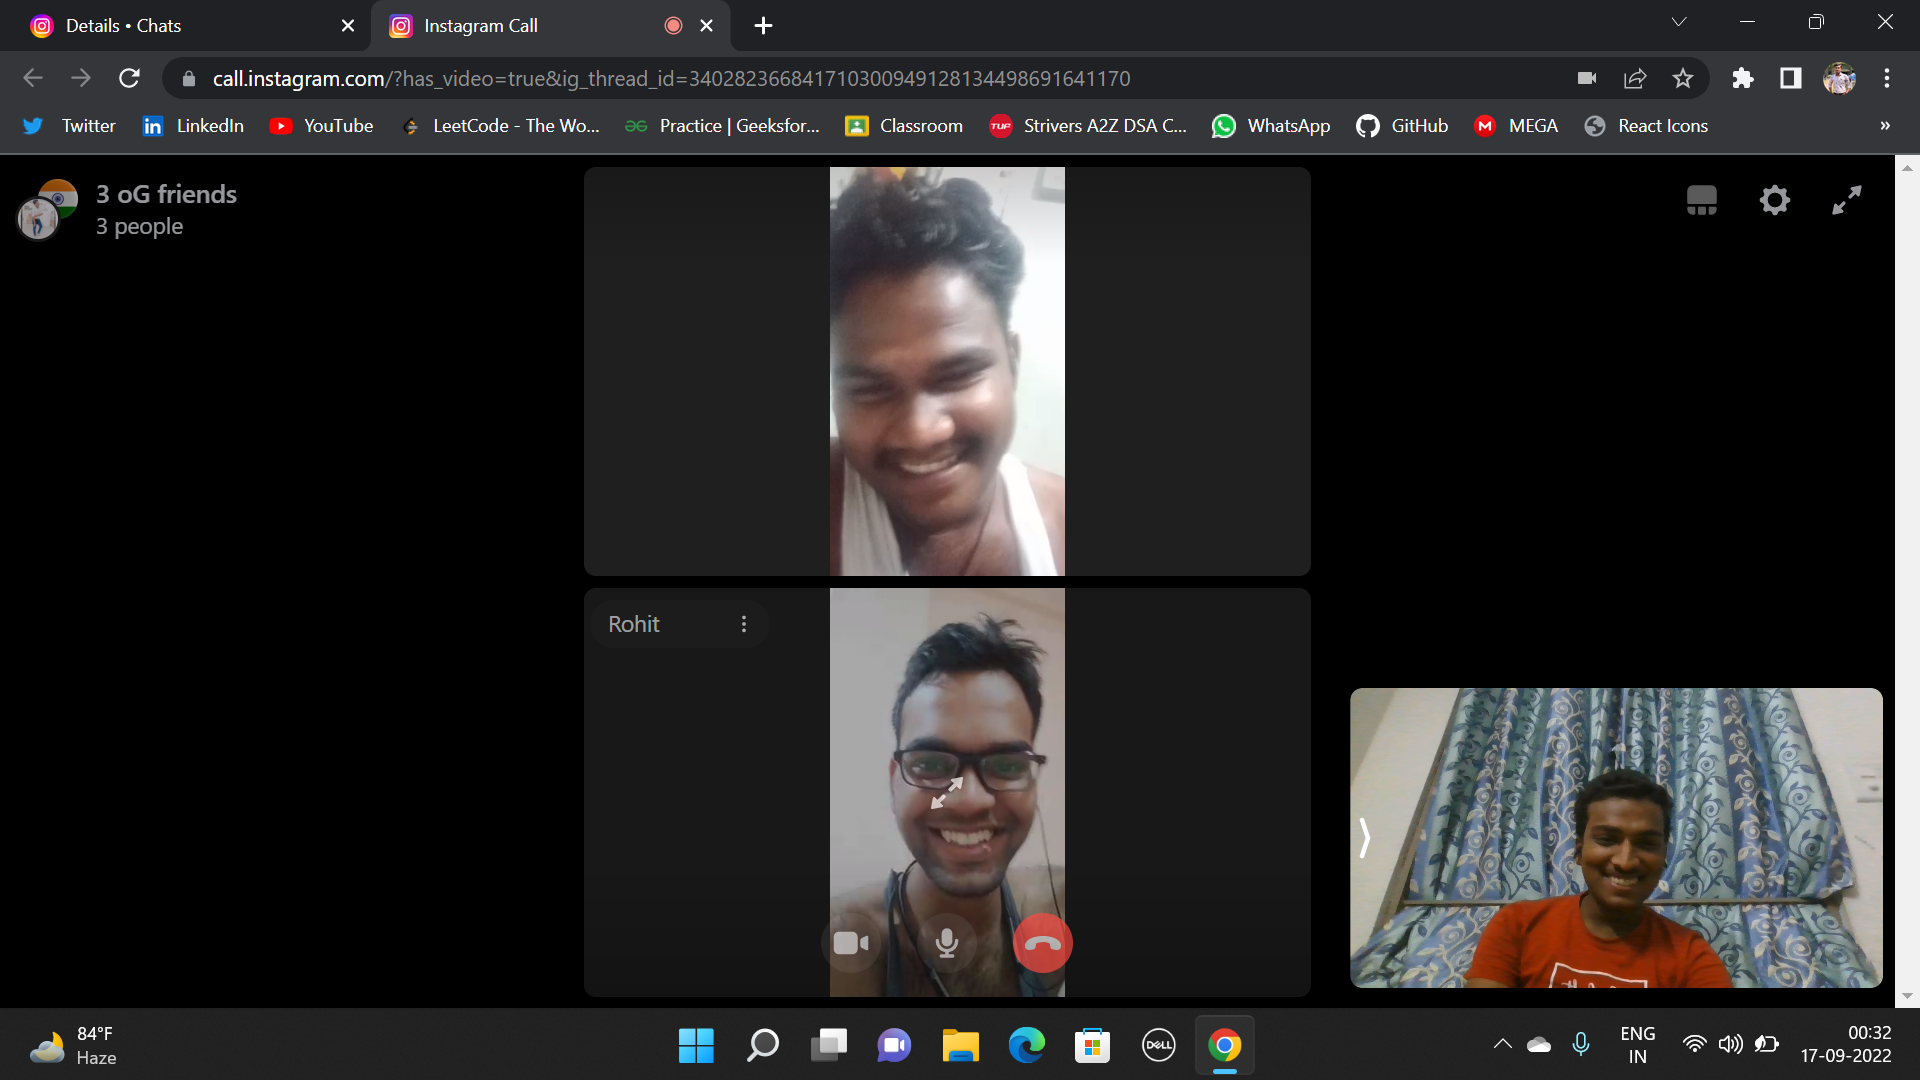 Details • Chats
Instagram Call
call.instagram.com/?has_video=true&ig_thread_id=340282366841710300949128134498691641170
Twitter
LinkedIn
YouTube
LeetCode - The Wo...
Practice | Geeksfor...
Classroom
TUF
Strivers A2Z DSA C...
WhatsApp
GitHub
M
MEGA
React Icons
»
3 oG friends
3 people
Rohit
84°F
Haze
DELL
ENG
IN
00:32
17-09-2022